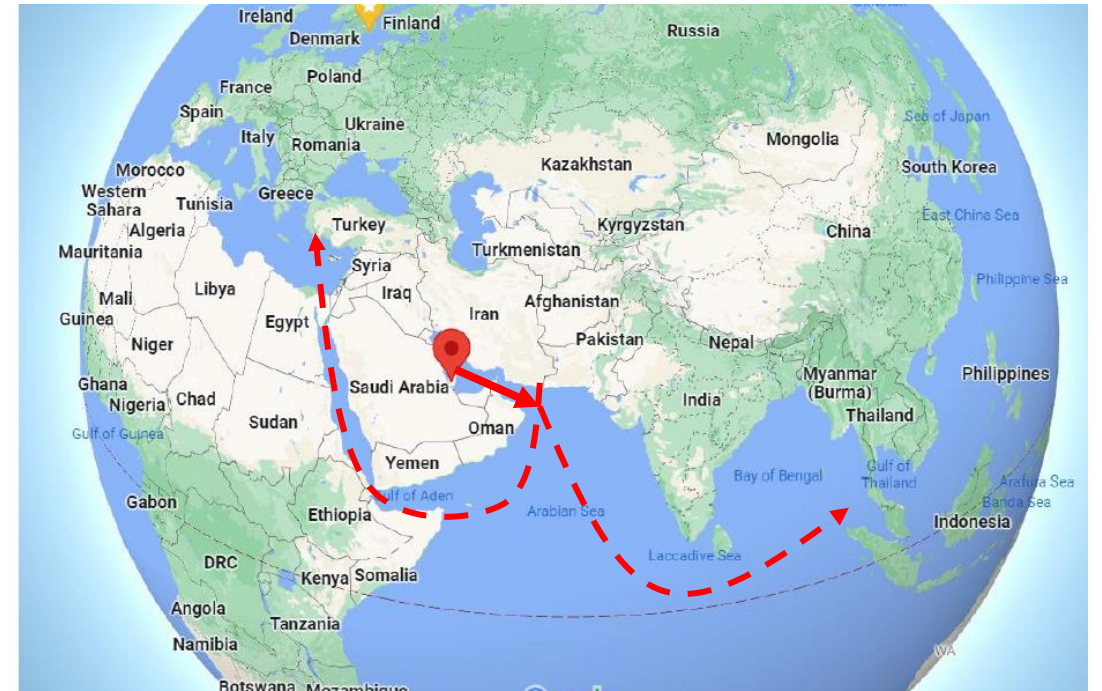 Ireland
Finland
Denmark
Russia
Poland
France
Spain
Ukraine
Sea of Japan
Italy
Romania
Mongolia
Kazakhstan
South Korea
Morocco
Western
Sahara
Tunisia
Greece
Algeria
Turkey
Kyrgyzstan
China
East China Sea
Mauritania
Turkmenistan
Syria
Philippine Sea
Libya
Iraq
Mali
Afghanistan
Guinea
Egypt
Iran
Niger
Pakistan
Nepal
Myanmar
(Burma)
Philippines
Ghana
Saudi Arabia
Nigeria
Chad
India
Thailand
Sudan
Oman
Gulf of Guinea
Yemen
Gulf of
Thailand
Bay of Bengal
Arafura Sea
Gulf of Aden
Banda Sea
Gabon
Ethiopia
Arabian Sea
Indonesia
Laccadive Sea
DRC
Kenya
Somalia
Angola
Tanzania
Namibia
WA
Botswana
Mozambique